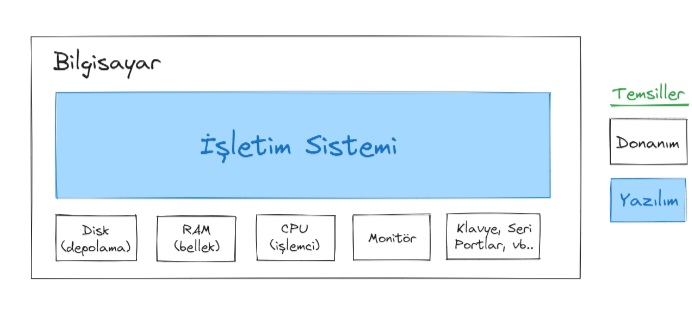 Bilgisayar
İşletim Sistemi
Disk
(depolama)
RAM
(bellek)
CPU
(işlemci)
Monitör
Klavye, Seri
Portlar, vb..
Temsiller
Donanım
Yazılım